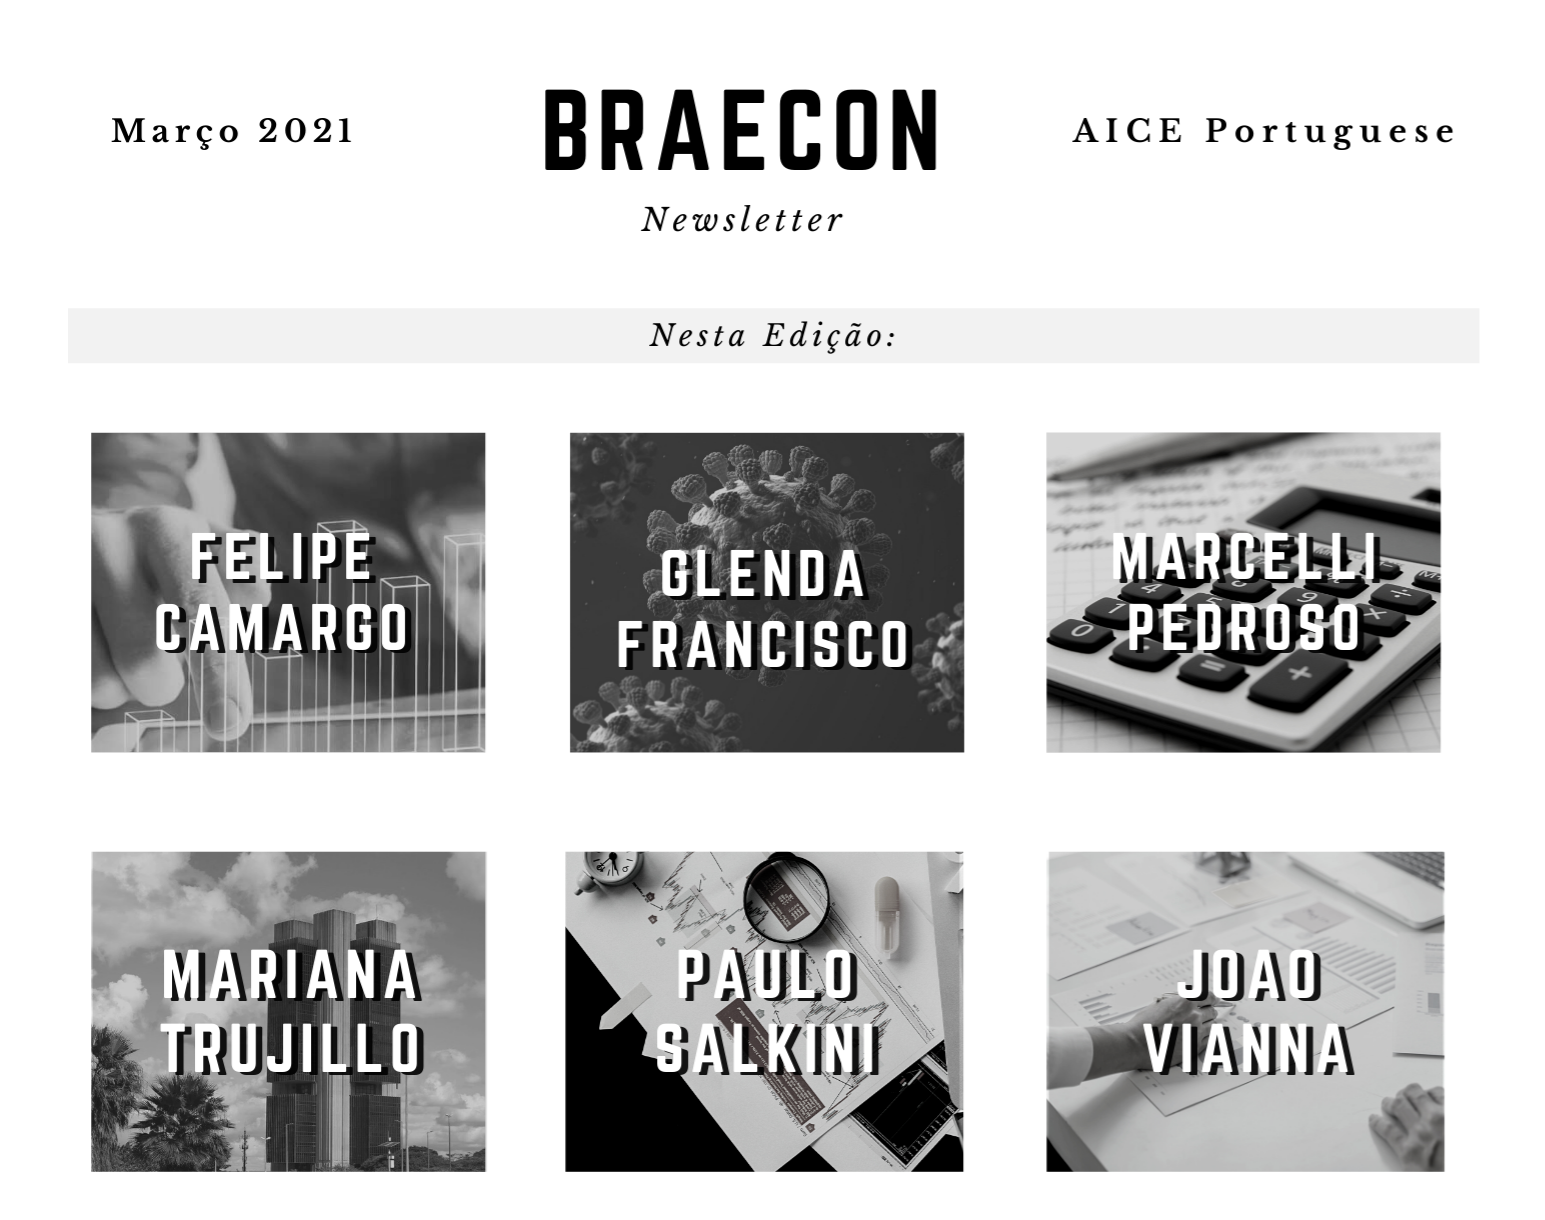 Março 2021
BRAECON
AICE Portuguese
Newsletter
Nesta Edição:
FELIPE
CAMARGO
GLENDA
FRANCISCO
MARCELLI
PEDROSO
MARIANA
TRUJILLO
PAULO
SALKINI
JOAO
VIANNA